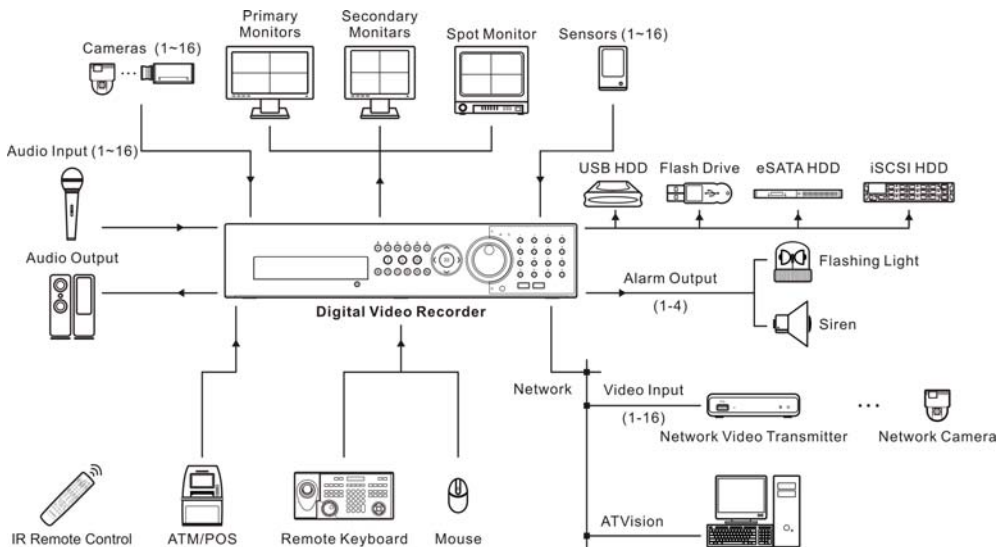 Primary
Monitors
Secondary
Monitars
Spot Monitor
Sensors (1~16)
Cameras (1~16)
Audio Input (1~16)
USB HDD
Flash Drive
eSATA HDD
iSCSI HDD
Audio Output
Flashing Light
Alarm Output
(1-4)
Digital Video Recorder
Siren
Network
Video Input
(1-16)
Network Video Transmitter
Network Camera
IR Remote Control
ATM/POS
Remote Keyboard
Mouse
ATVision